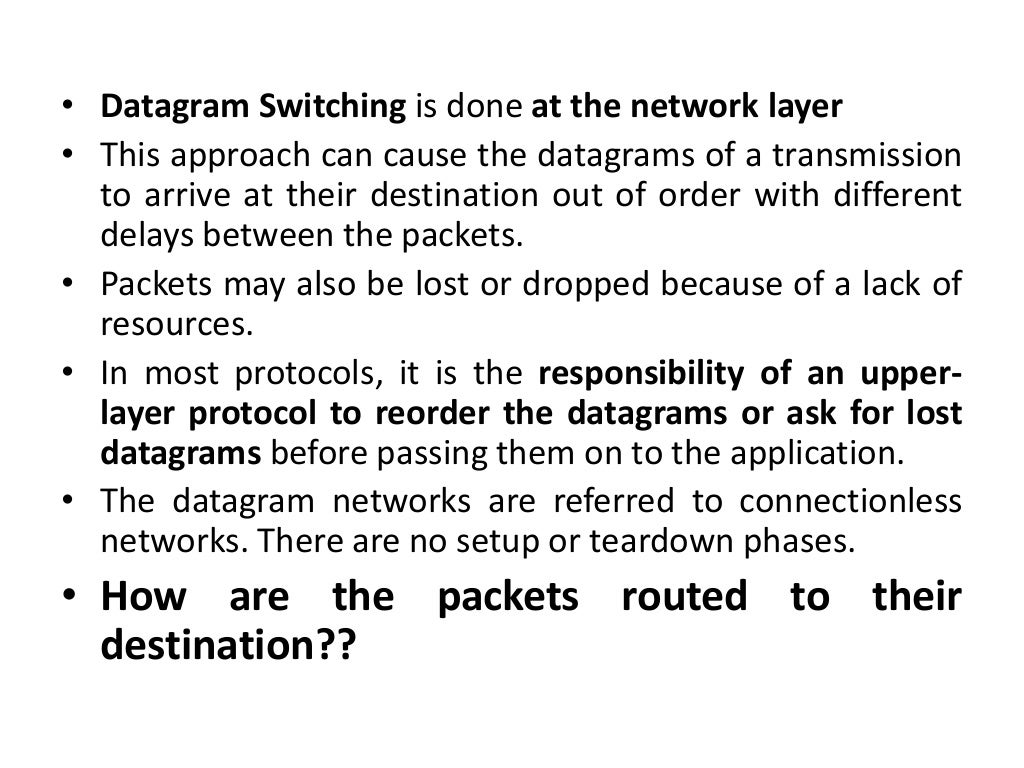 • Datagram Switching is done at the network layer
• This approach can cause the datagrams of a transmission
to arrive at their destination out of order with different
delays between the packets.
• Packets may also be lost or dropped because of a lack of
resources.
• In most protocols, it is the responsibility of an upper-
layer protocol to reorder the datagrams or ask for lost
datagrams before passing them on to the application.
• The datagram networks are referred to connectionless
networks. There are no setup or teardown phases.
• How are the packets routed to their
destination??